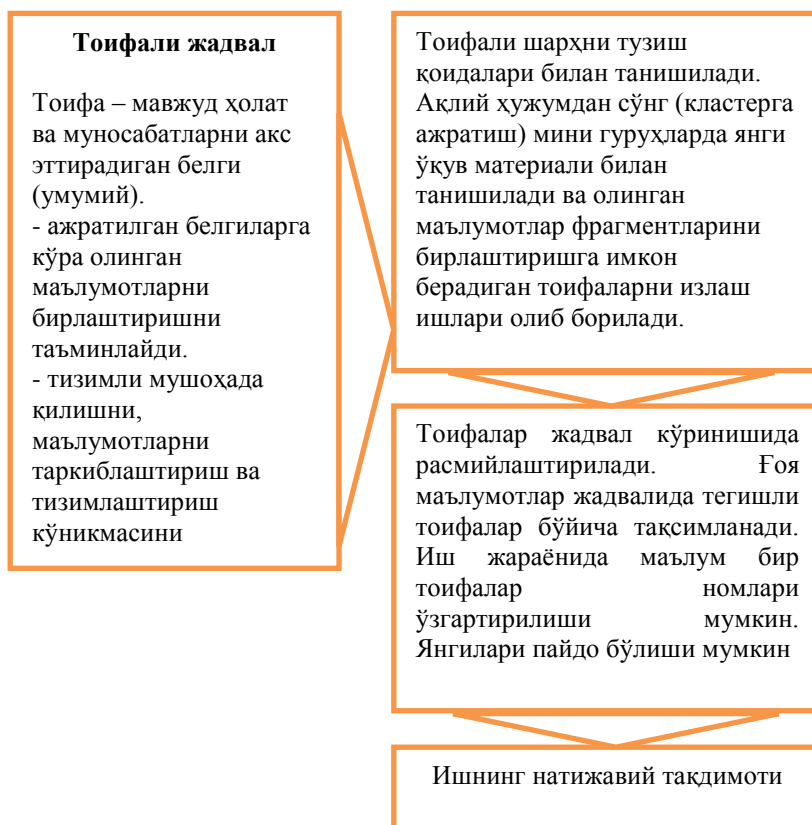 Тоифали жадвал
Тоифа – мавжуд ҳолат
ва муносабатларни акс
эттирадиган белги
(умумий).
- ажратилган белгиларга
кўра олинган
маълумотларни
бирлаштиришни
таъминлайди.
- тизимли мушоҳада
қилишни,
маълумотларни
таркиблаштириш ва
тизимлаштириш
кўникмасини
Тоифали шарҳни тузиш
қоидалари билан танишилади.
Ақлий ҳужумдан сўнг (кластерга
ажратиш) мини гуруҳларда янги
ўқув материали билан
танишилади ва олинган
маълумотлар фрагментларини
бирлаштиришга имкон
берадиган тоифаларни излаш
ишлари олиб борилади.
Тоифалар жадвал кўринишида
расмийлаштирилади. Ғоя
маълумотлар жадвалида тегишли
тоифалар бўйича тақсимланади.
Иш жараёнида маълум бир
тоифалар номлари
ўзгартирилиши мумкин.
Янгилари пайдо бўлиши мумкин
Ишнинг натижавий тақдимоти